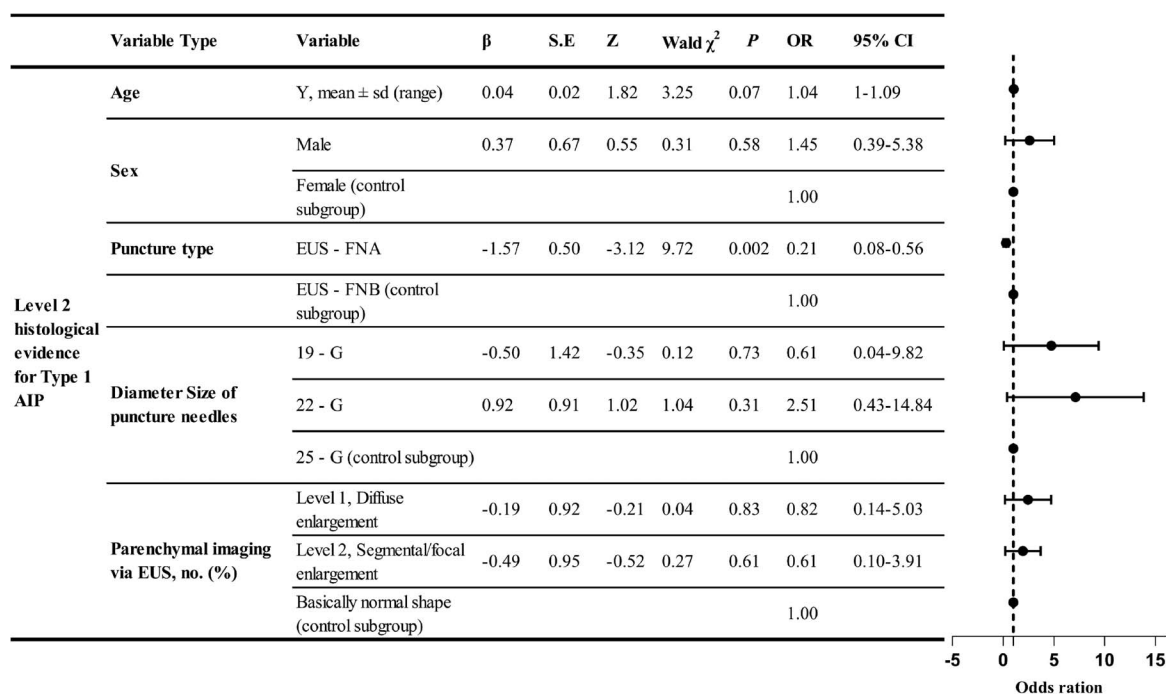 Variable Type Variable β S.E Z Wald χ² P OR 95% CI
Level 2
histological
evidence
for Type 1
AIP
Age Y, mean ± sd (range) 0.04 0.02 1.82 3.25 0.07 1.04 1-1.09
Sex
Male 0.37 0.67 0.55 0.31 0.58 1.45 0.39-5.38
Female (control
subgroup) 1.00
Puncture type EUS - FNA -1.57 0.50 -3.12 9.72 0.002 0.21 0.08-0.56
EUS - FNB (control
subgroup) 1.00
Diameter Size of
puncture needles
19 - G -0.50 1.42 -0.35 0.12 0.73 0.61 0.04-9.82
22 - G 0.92 0.91 1.02 1.04 0.31 2.51 0.43-14.84
25 - G (control subgroup) 1.00
Parenchymal imaging
via EUS, no. (%)
Level 1, Diffuse
enlargement -0.19 0.92 -0.21 0.04 0.83 0.82 0.14-5.03
Level 2, Segmental/focal
enlargement -0.49 0.95 -0.52 0.27 0.61 0.61 0.10-3.91
Basically normal shape
(control subgroup) 1.00
-5 0 5 10 15
Odds ration